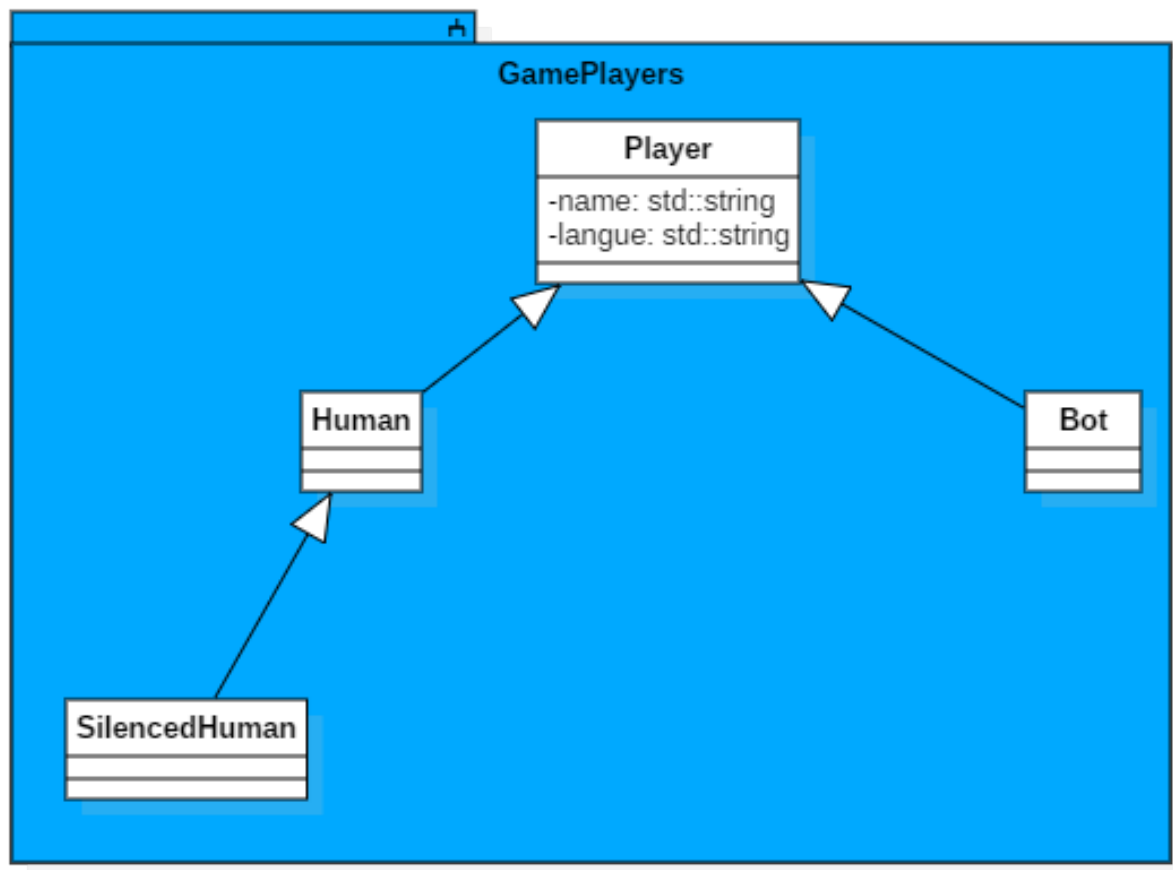 GamePlayers
Player
-name: std::string
-langue: std::string
Human
Bot
SilencedHuman